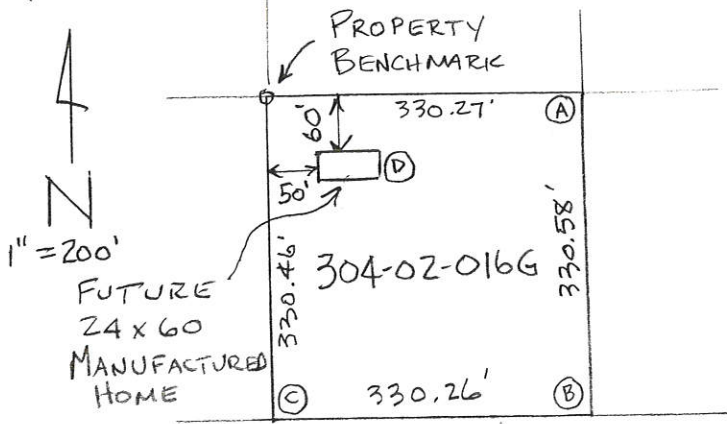 PROPERTY
BENCHMARK
330.27'
A
60'
D
50'
N
1" = 200'
330.46'
304-02-016G
330.58'
FUTURE
24 x 60
MANUFACTURED
HOME
C
330.26'
B